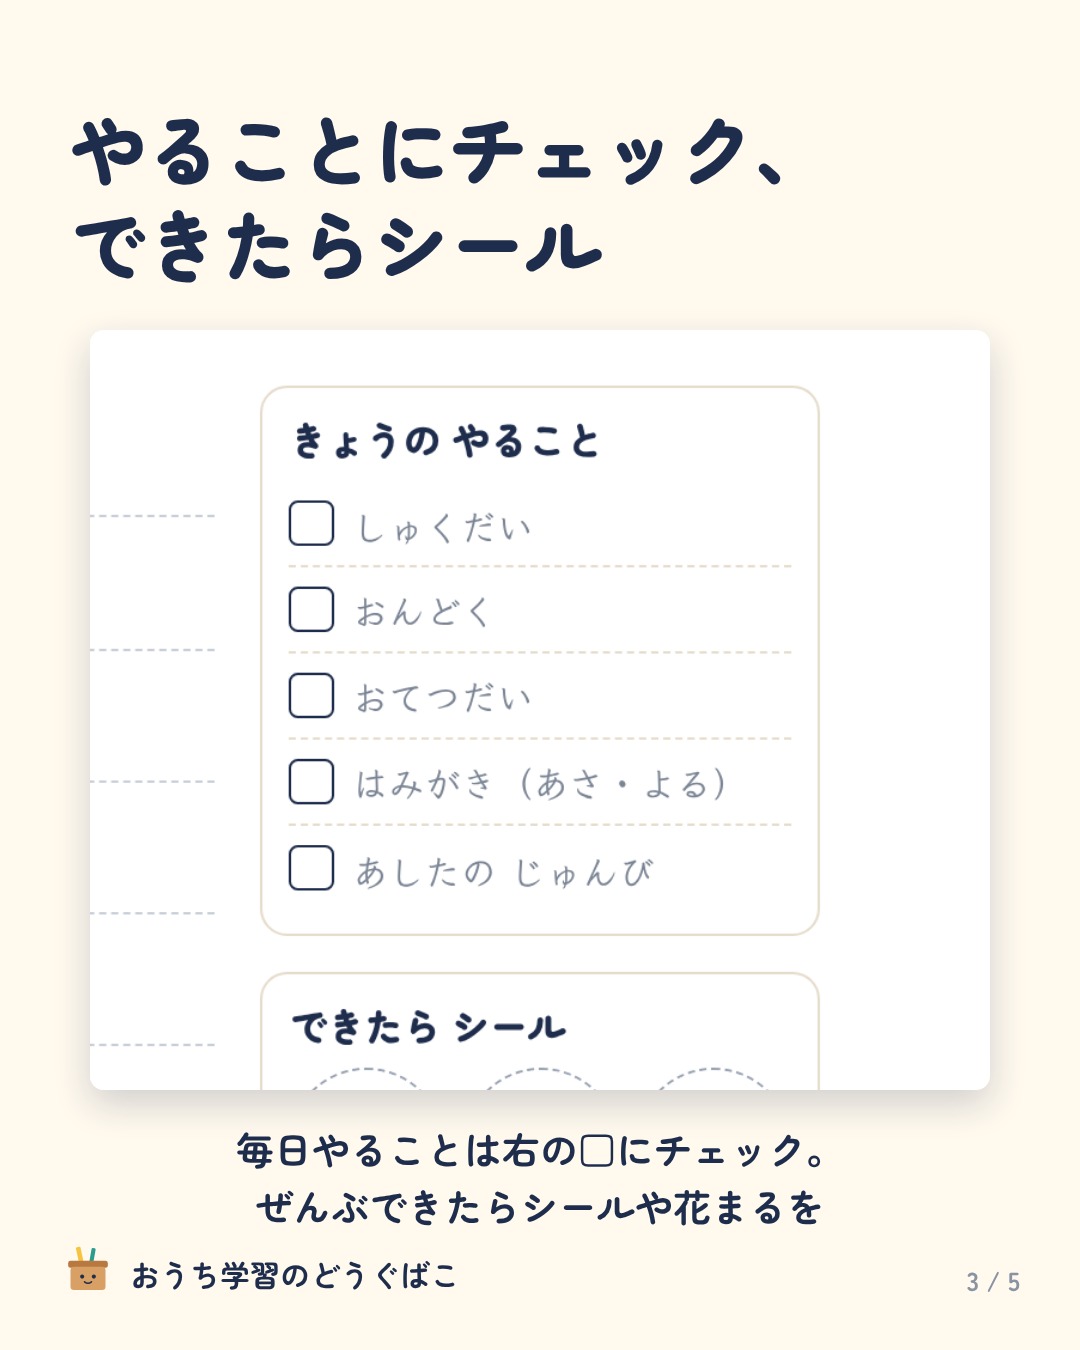 やることにチェック、
できたらシール
きょうの やること
しゅくだい
おんどく
おてつだい
はみがき（あさ・よる）
あしたの じゅんび
できたら シール
毎日やることは右の□にチェック。
ぜんぶできたらシールや花まるを
おうち学習のどうぐばこ
3 / 5